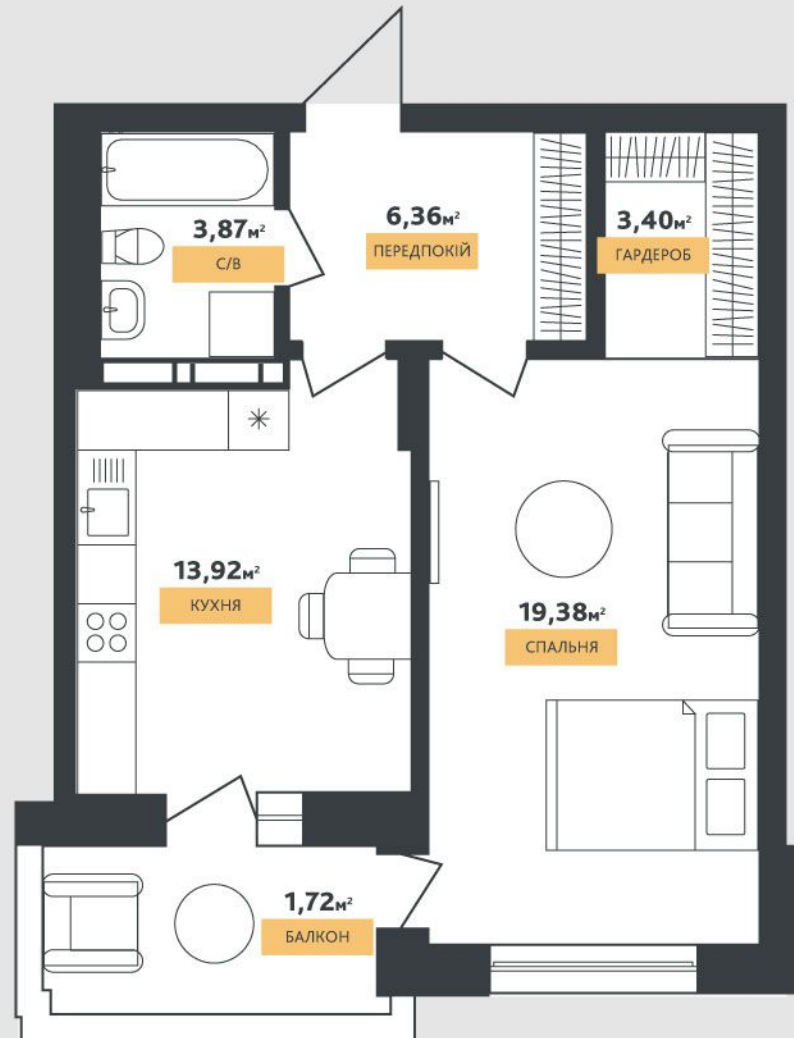 3,87м²
С/В
6,36м²
ПЕРЕДПОКІЙ
3,40м²
ГАРДЕРОБ
13,92м²
КУХНЯ
19,38м²
СПАЛЬНЯ
1,72м²
БАЛКОН